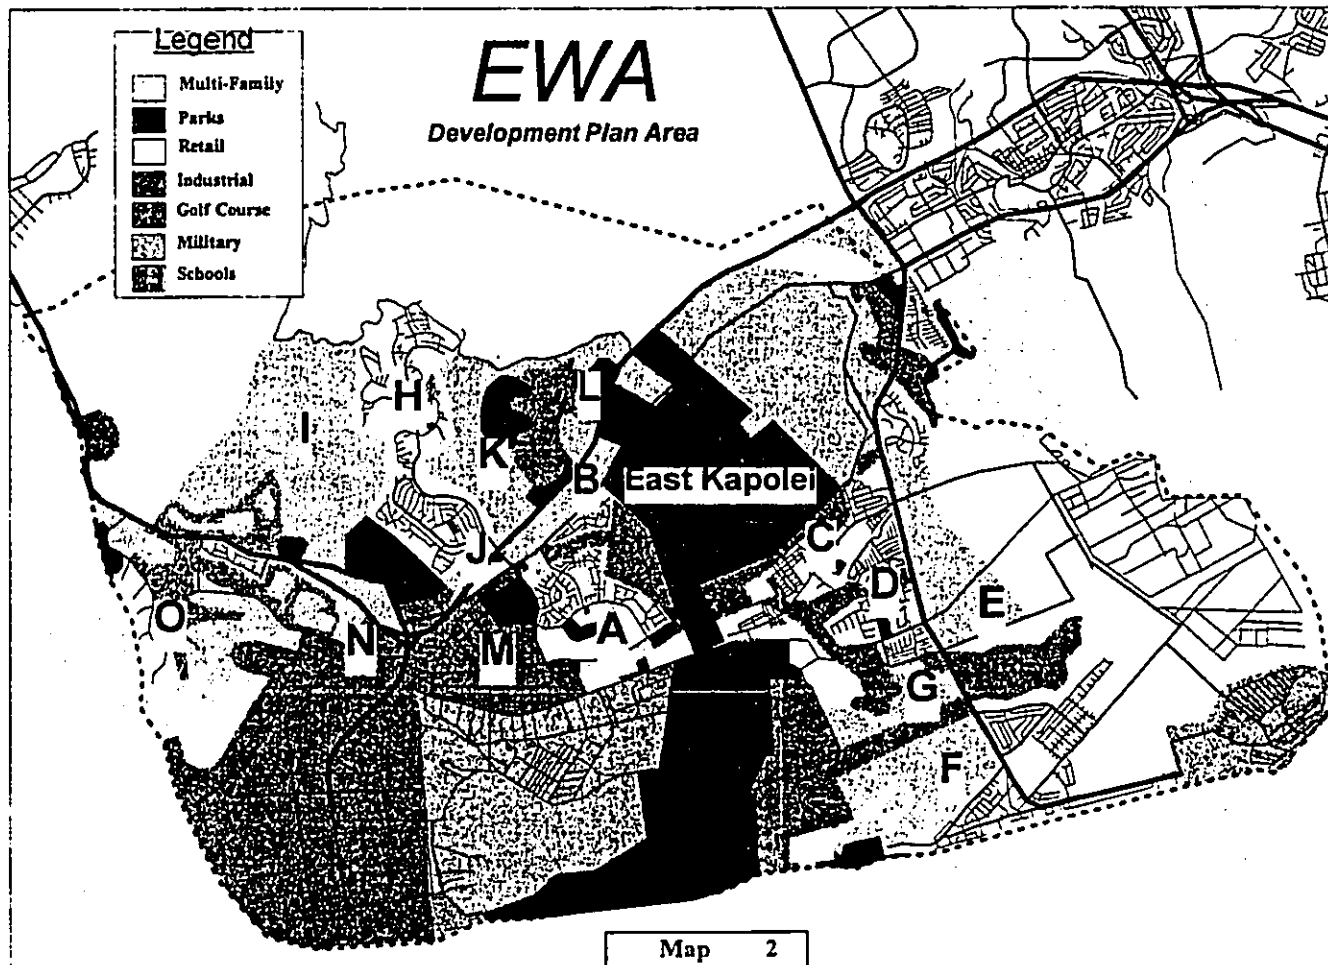 Legend
Multi-Family
Parks
Retail
Industrial
Golf Course
Military
Schools
EWA
Development Plan Area
H
L
I
K
B
East Kapolei
C
J
D
E
O
N
M
A
G
F
Map 2